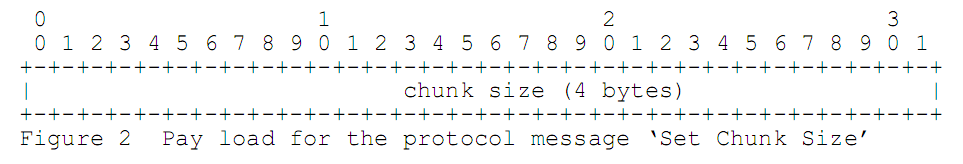 0                   1                   2                   3
 0 1 2 3 4 5 6 7 8 9 0 1 2 3 4 5 6 7 8 9 0 1 2 3 4 5 6 7 8 9 0 1
+-+-+-+-+-+-+-+-+-+-+-+-+-+-+-+-+-+-+-+-+-+-+-+-+-+-+-+-+-+-+-+-+
|                          chunk size (4 bytes)                  |
+-+-+-+-+-+-+-+-+-+-+-+-+-+-+-+-+-+-+-+-+-+-+-+-+-+-+-+-+-+-+-+-+
Figure 2  Pay load for the protocol message ‘Set Chunk Size’